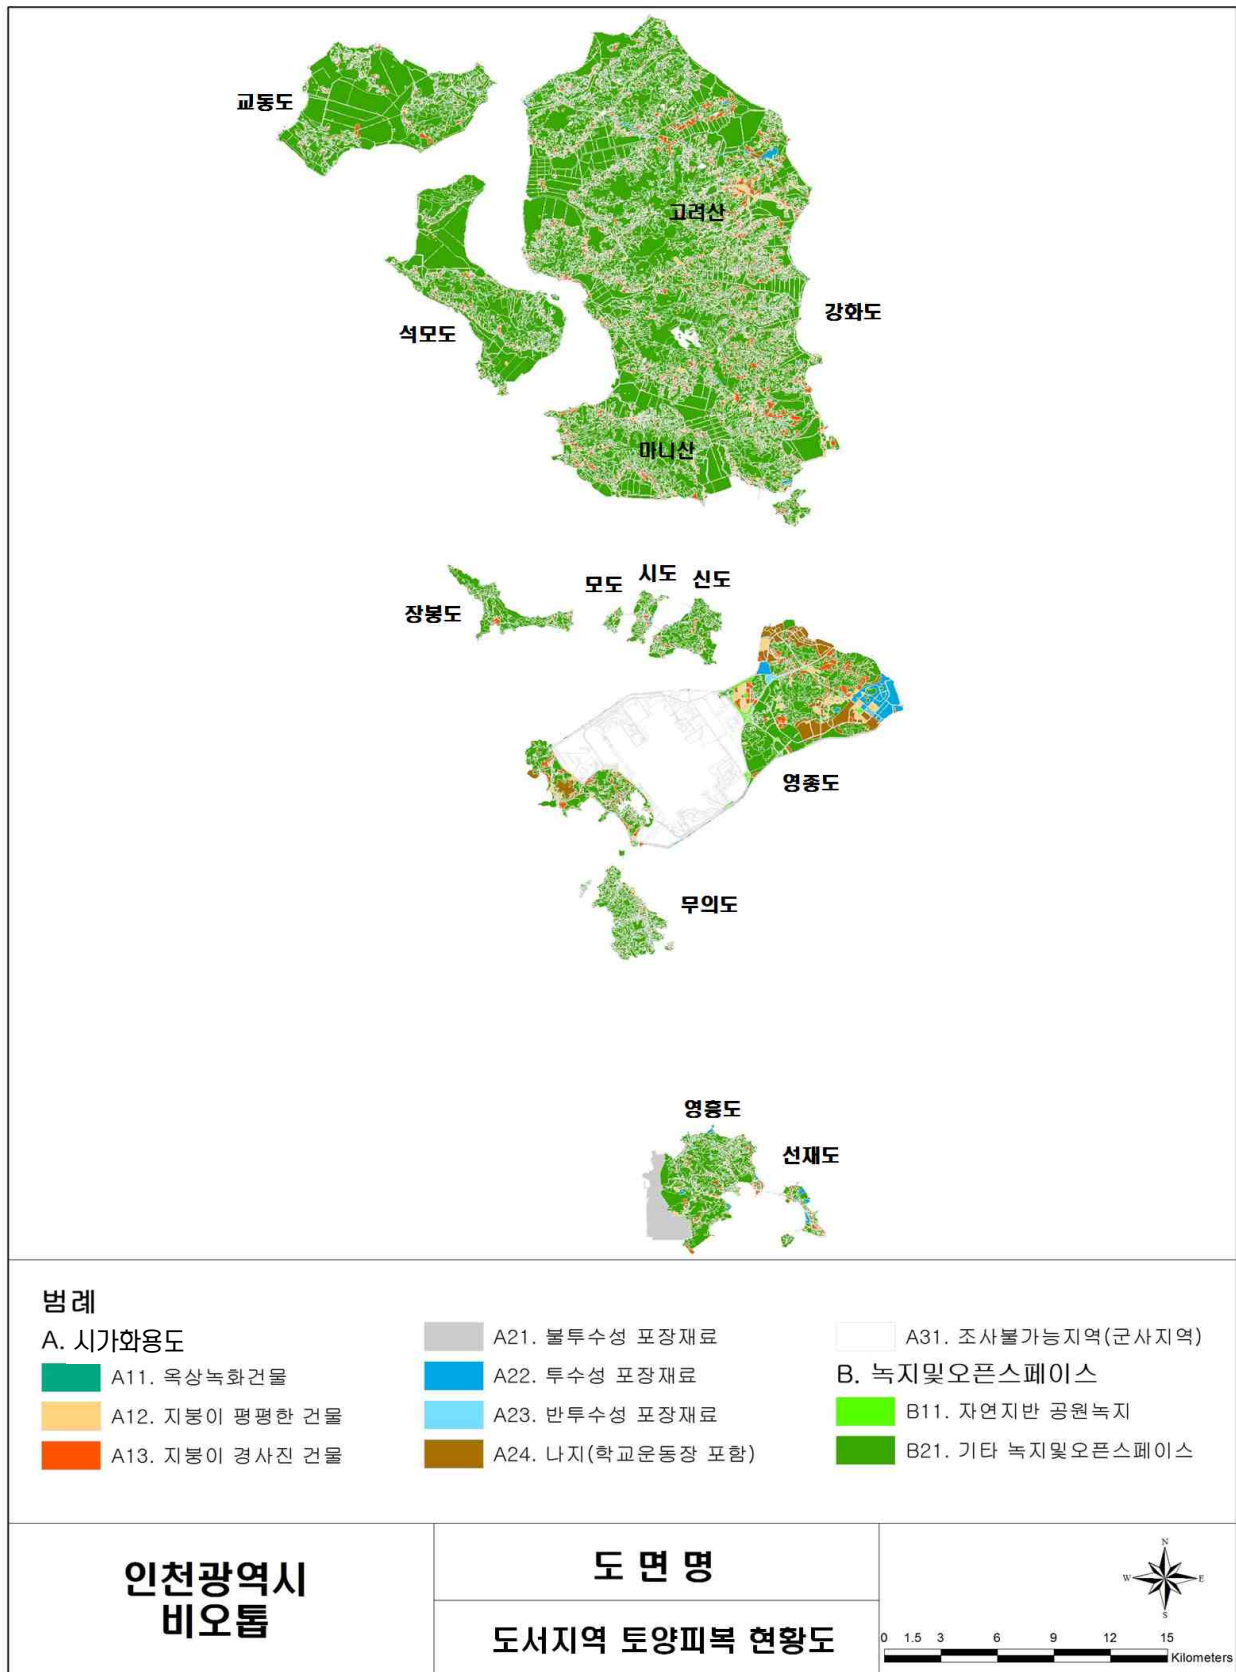 교동도
고려산
강화도
석모도
마니산
장봉도
모도
시도
신도
영종도
무의도
영흥도
선재도
범례
A. 시가화용도
A11. 옥상녹화건물
A12. 지붕이 평평한 건물
A13. 지붕이 경사진 건물
A21. 불투수성 포장재료
A22. 투수성 포장재료
A23. 반투수성 포장재료
A24. 나지(학교운동장 포함)
A31. 조사불가능지역(군사지역)
B. 녹지및오픈스페이스
B11. 자연지반 공원녹지
B21. 기타 녹지및오픈스페이스
인천광역시
비오톱
도 면 명
도서지역 토양피복 현황도
N
W E
S
0 1.5 3 6 9 12 15
Kilometers